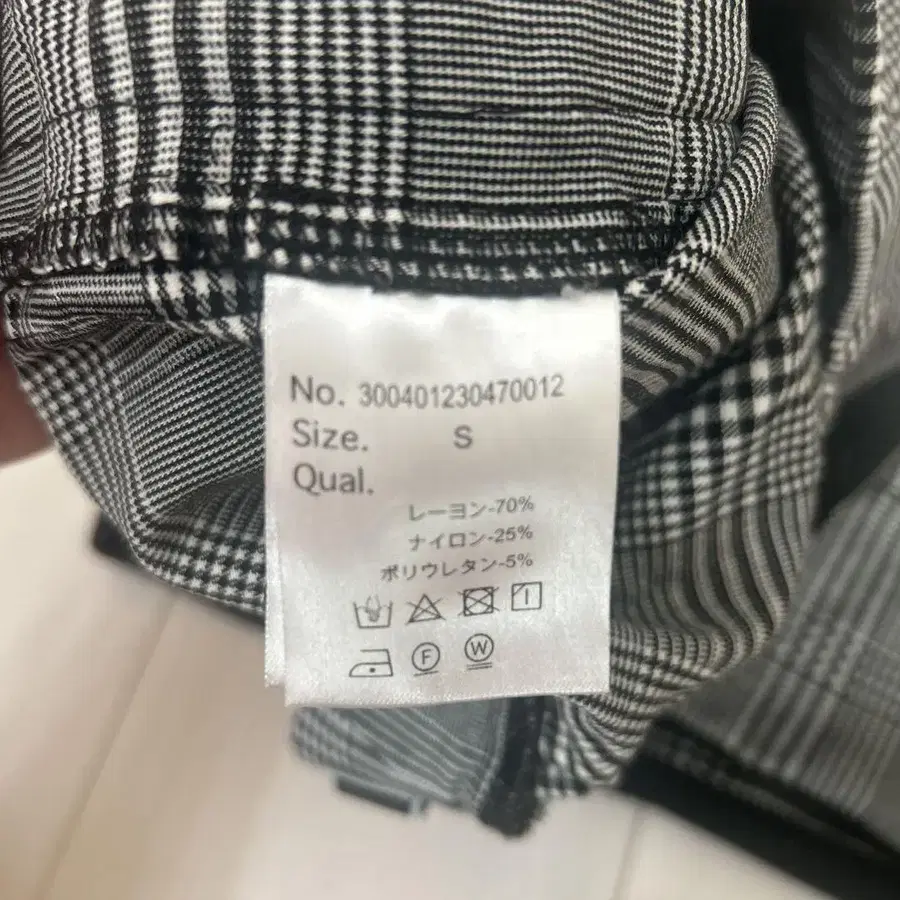 No. 300401230470012
Size. S
Qual.
レーヨン-70%
ナイロン-25%
ポリウレタン-5%
F W